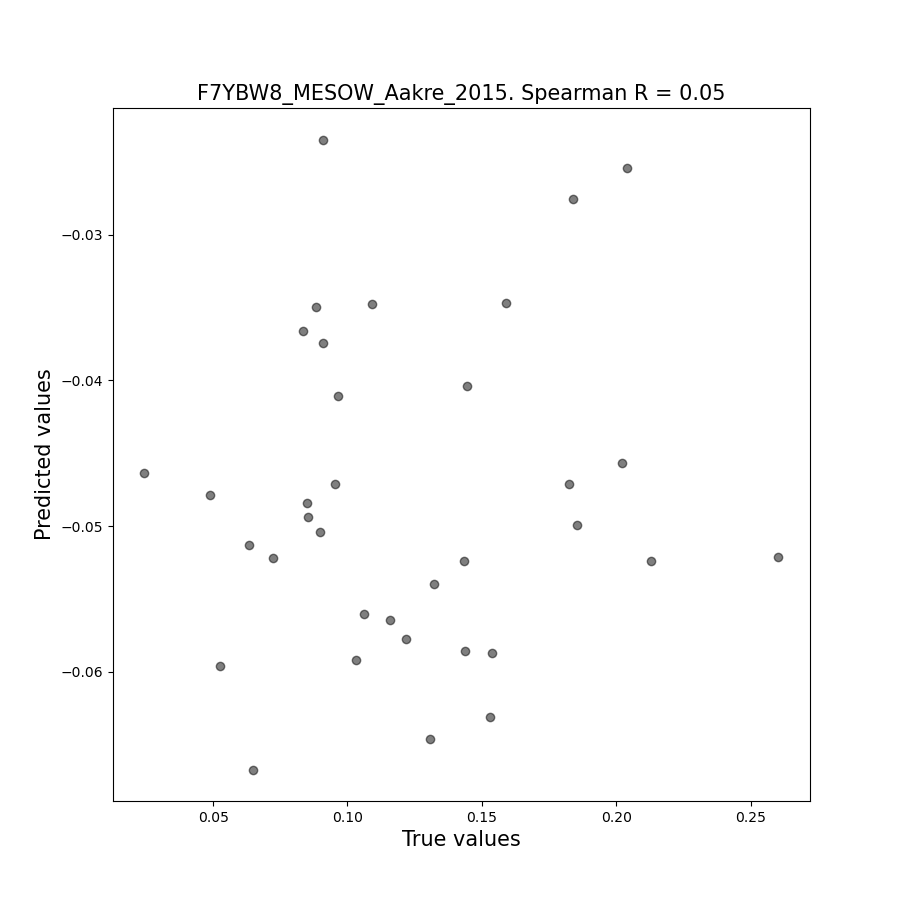 F7YBW8_MESOW_Aakre_2015. Spearman R = 0.05
−0.03
−0.04
−0.05
−0.06
Predicted values
0.05 0.10 0.15 0.20 0.25
True values